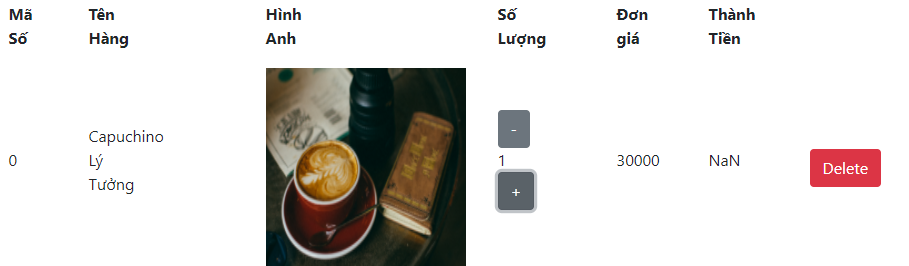 Mã Số
Tên Hàng
Hình Anh
Số Lượng
Đơn giá
Thành Tiền
0
Capuchino
Lý
Tưởng
-
1
+
30000
NaN
Delete